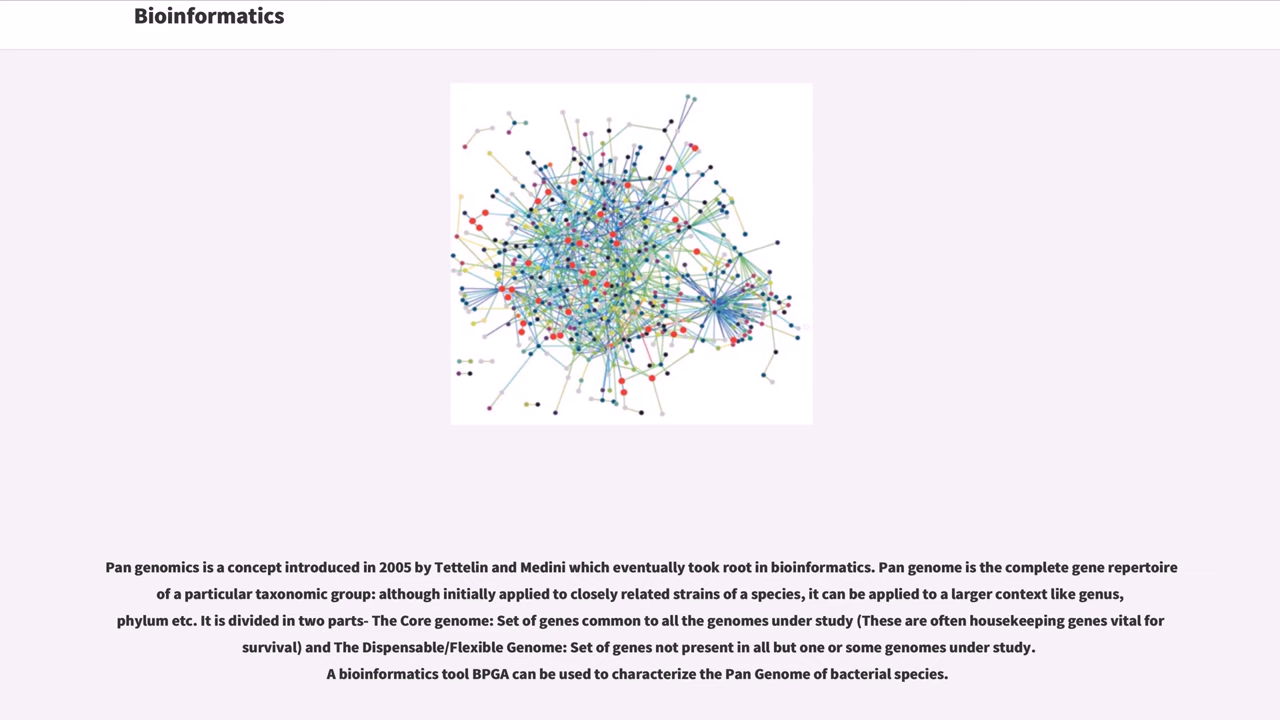 Bioinformatics
Pan genomics is a concept introduced in 2005 by Tettelin and Medini which eventually took root in bioinformatics. Pan genome is the complete gene repertoire
of a particular taxonomic group: although initially applied to closely related strains of a species, it can be applied to a larger context like genus,
phylum etc. It is divided in two parts- The Core genome: Set of genes common to all the genomes under study (These are often housekeeping genes vital for
survival) and The Dispensable/Flexible Genome: Set of genes not present in all but one or some genomes under study.
A bioinformatics tool BPGA can be used to characterize the Pan Genome of bacterial species.